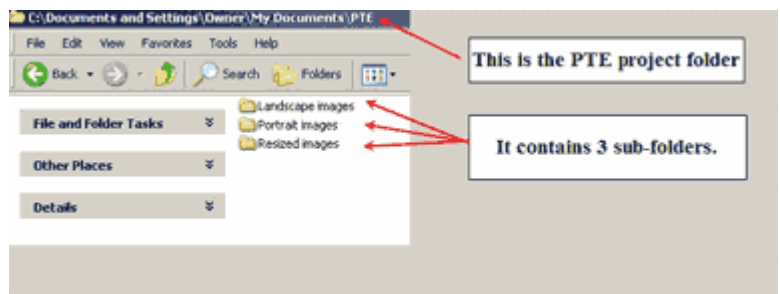 C:\Documents and Settings\Owner\My Documents\PTE
File Edit View Favorites Tools Help
Back Search Folders
This is the PTE project folder
File and Folder Tasks
Other Places
Details
Landscape images
Portrait images
Resized images
It contains 3 sub-folders.